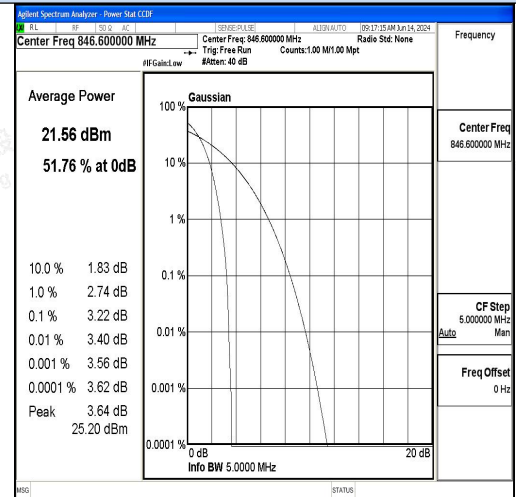 Agilent Spectrum Analyzer - Power Stat CCDF
RL RF 50 Ω AC SENSE:PULSE ALIGN AUTO 09:17:15 AM Jun 14, 2024
Center Freq 846.600000 MHz
Center Freq: 846.600000 MHz Radio Std: None
Trig: Free Run Counts:1.00 M/1.00 Mpt
#IFGain:Low #Atten: 40 dB
Frequency
Average Power
21.56 dBm
51.76 % at 0dB
10.0 % 1.83 dB
1.0 % 2.74 dB
0.1 % 3.22 dB
0.01 % 3.40 dB
0.001 % 3.56 dB
0.0001 % 3.62 dB
Peak 3.64 dB
25.20 dBm
Gaussian
100 %
10 %
1 %
0.1 %
0.01 %
0.001 %
0.0001 %
0 dB 20 dB
Info BW 5.0000 MHz
Center Freq
846.600000 MHz
CF Step
5.000000 MHz
Auto Man
Freq Offset
0 Hz
MSG STATUS